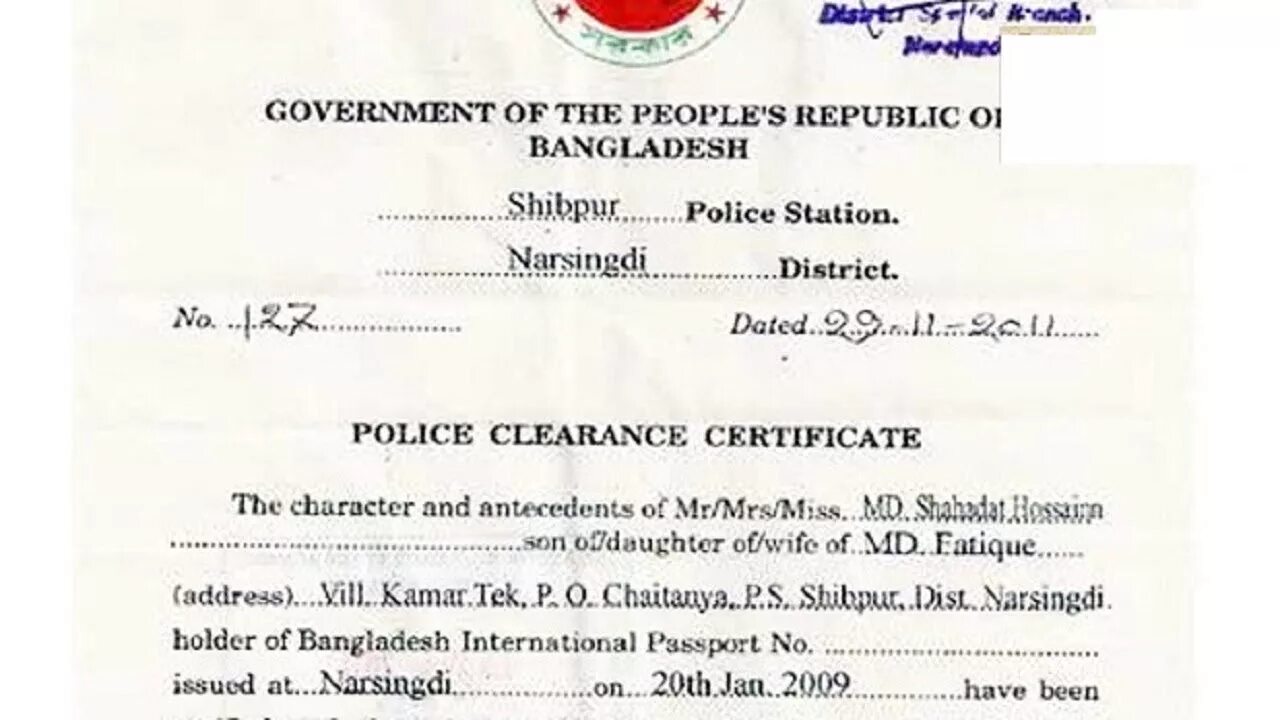 সরকার
District Special Branch.
GOVERNMENT OF THE PEOPLE'S REPUBLIC
BANGLADESH
Shibpur Police Station.
Narsingdi District.
No. 127 Dated 29-11-2011
POLICE CLEARANCE CERTIFICATE
The character and antecedents of Mr/Mrs/Miss. MD. Shahadat Hossainn
son of/daughter of/wife of MD. Fatique
(address) Vill. Kamar Tek, P. O. Chaitanya, P.S. Shibpur, Dist. Narsingdi.
holder of Bangladesh International Passport No.
issued at Narsingdi on 20th Jan. 2009 have been